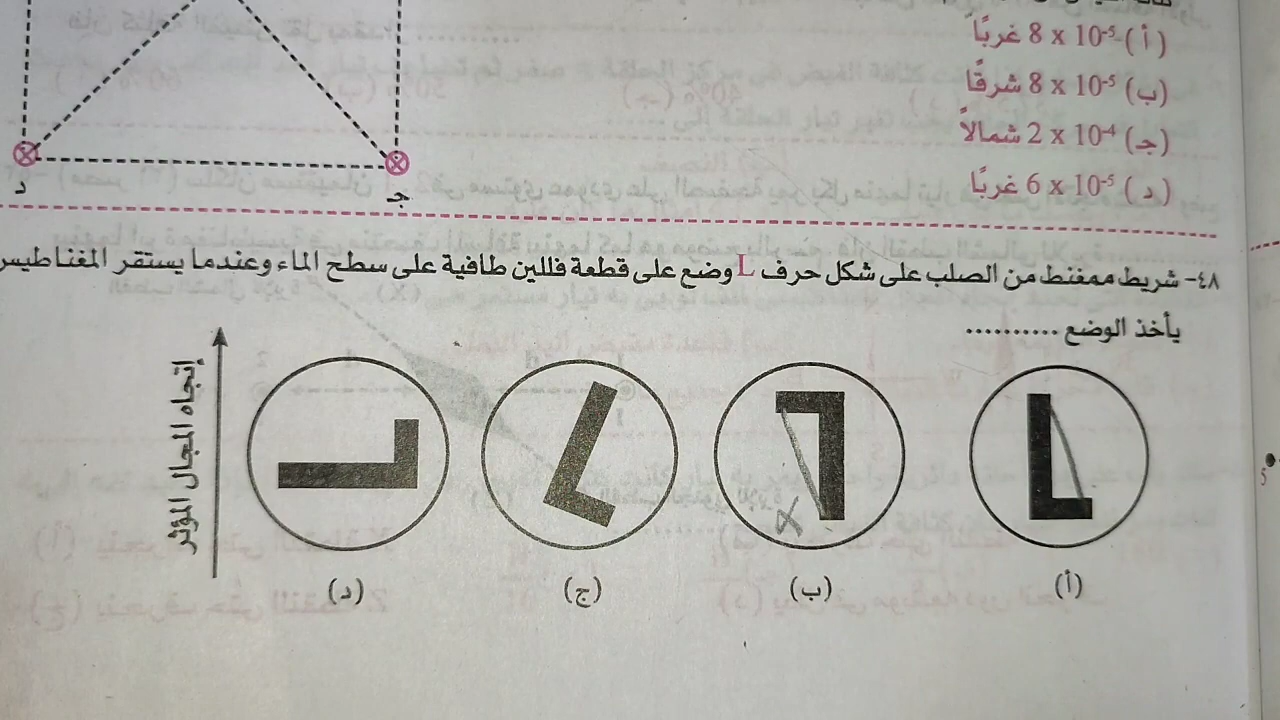 (أ) 8 x 10⁻⁵ غربًا
(ب) 8 x 10⁻⁵ شرقًا
(جـ) 2 x 10⁻⁴ شمالاً
(د) 6 x 10⁻⁵ غربًا
د
جـ
٤٨- شريط ممغنط من الصلب على شكل حرف L وضع على قطعة فللين طافية على سطح الماء وعندما يستقر المغناطيس
يأخذ الوضع ..........
إتجاه المجال المؤثر
(أ)
(ب)
(ج)
(د)